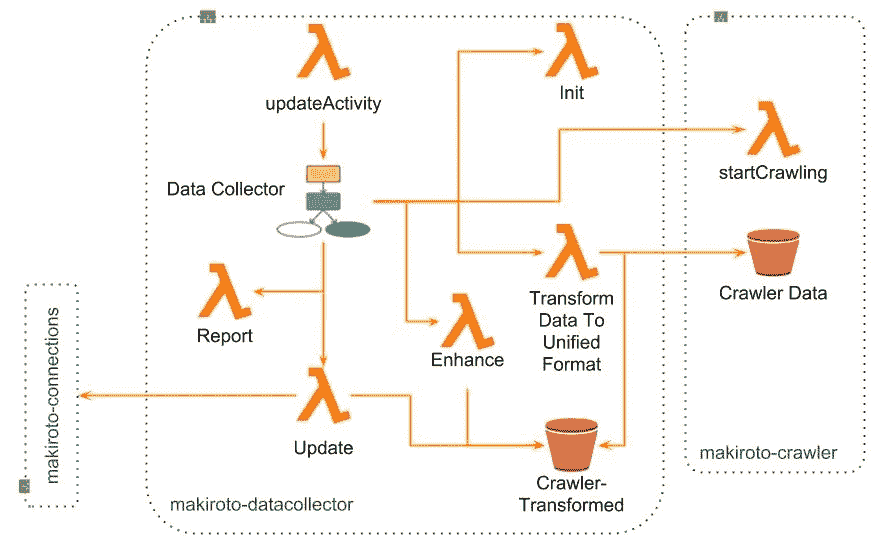 updateActivity
Init
startCrawling
Data Collector
Crawler Data
Transform
Data To
Unified
Format
Report
Enhance
makiroto-connections
Update
makiroto-crawler
Crawler-
Transformed
makiroto-datacollector